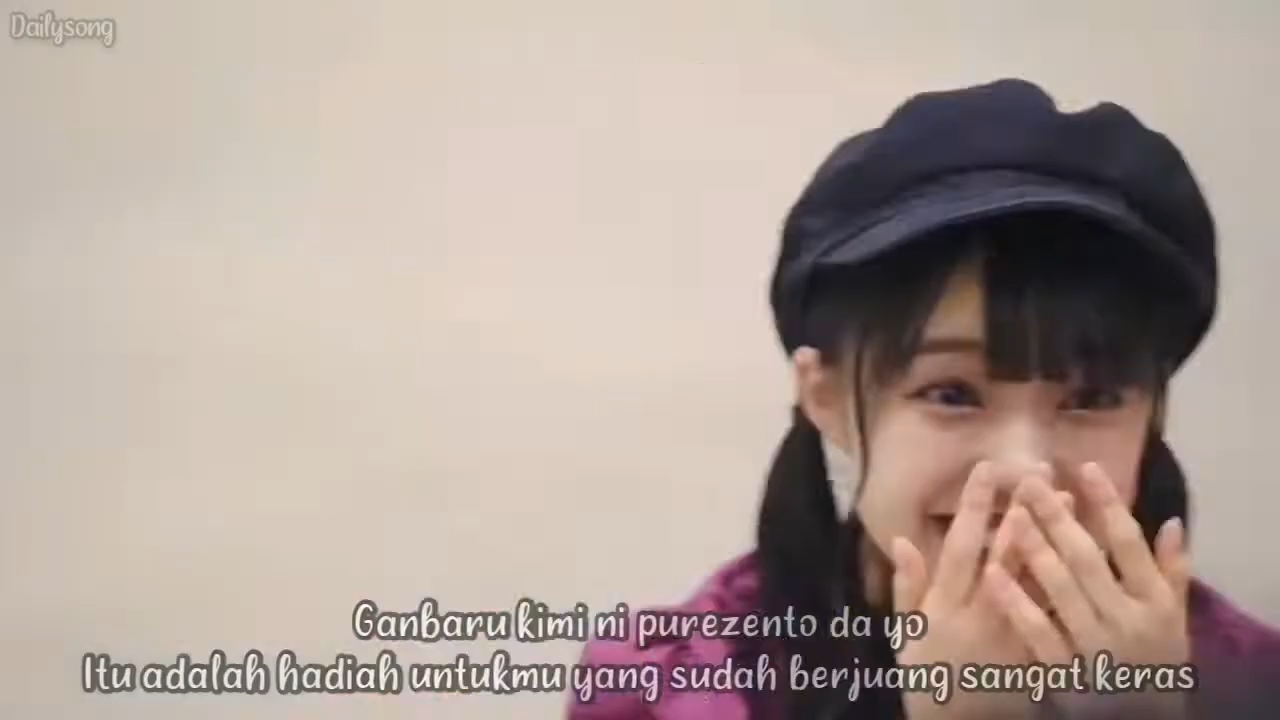 Dailysong
Ganbaru kimi ni purezento da yo
Itu adalah hadiah untukmu yang sudah berjuang sangat keras